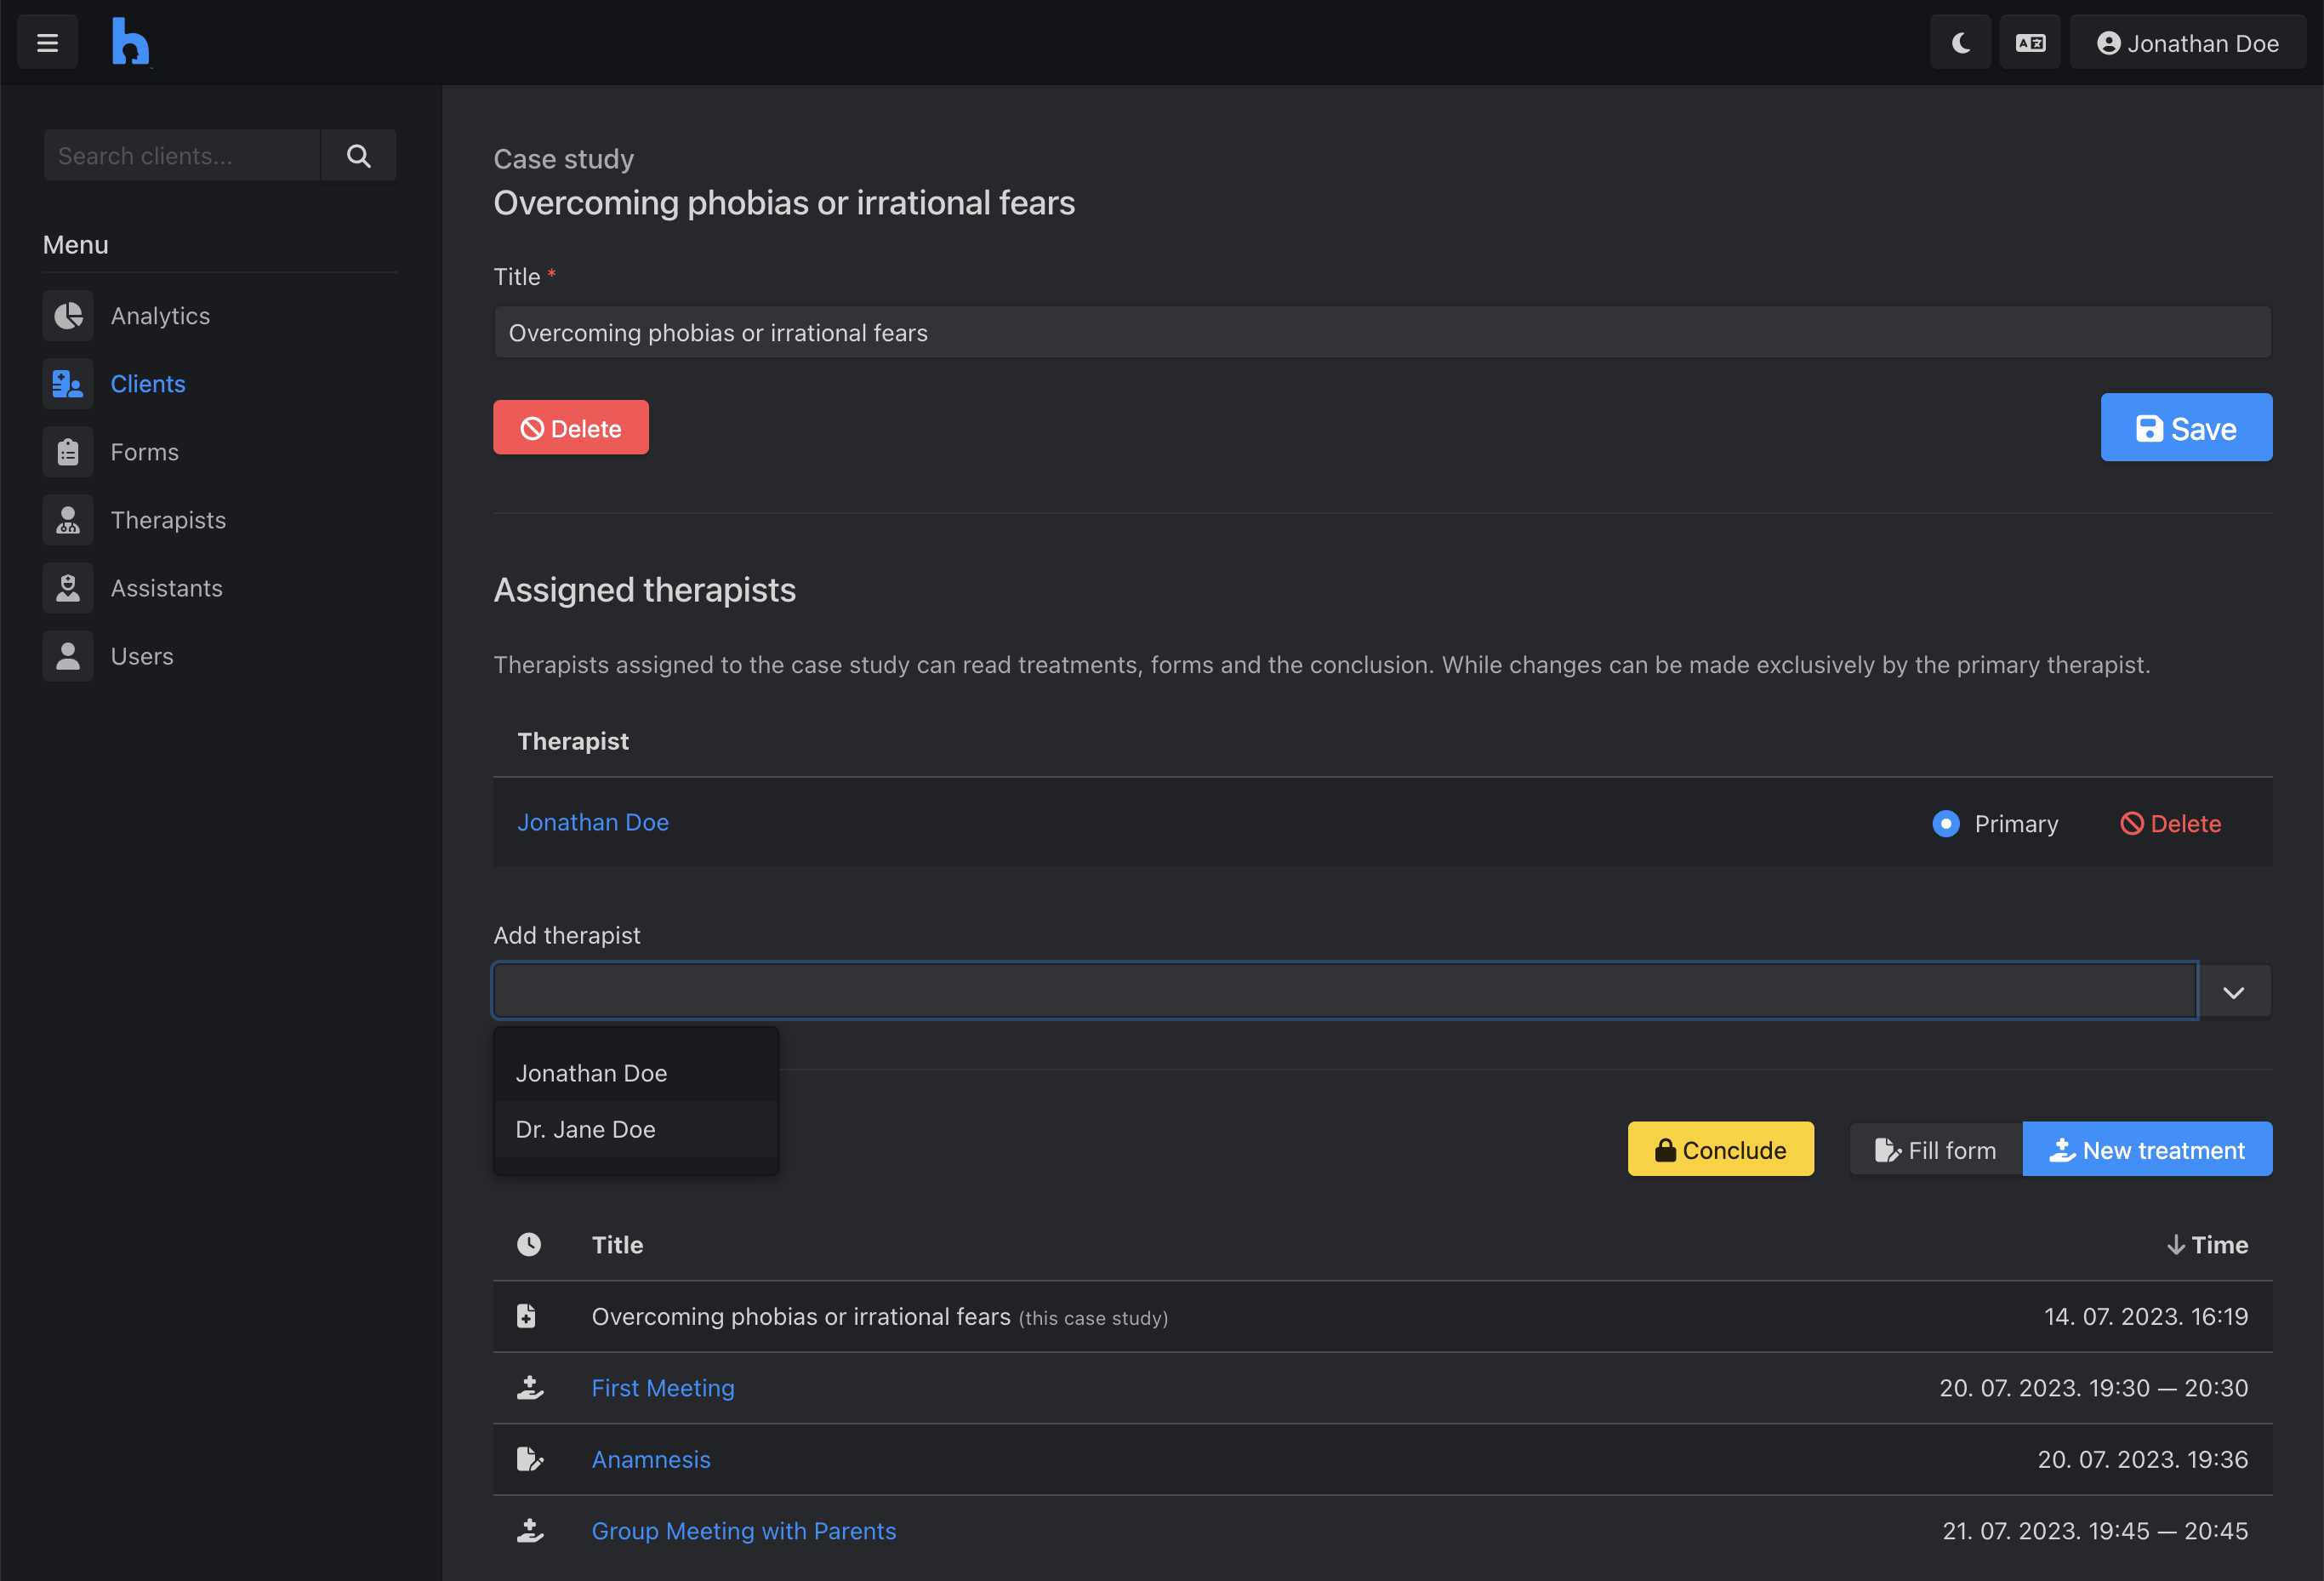 Jonathan Doe
Search clients...
Menu
Analytics
Clients
Forms
Therapists
Assistants
Users
Case study
Overcoming phobias or irrational fears
Title *
Overcoming phobias or irrational fears
Delete
Save
Assigned therapists
Therapists assigned to the case study can read treatments, forms and the conclusion. While changes can be made exclusively by the primary therapist.
Therapist
Jonathan Doe Primary Delete
Add therapist
Jonathan Doe
Dr. Jane Doe
Conclude Fill form New treatment
Title Time
Overcoming phobias or irrational fears (this case study) 14. 07. 2023. 16:19
First Meeting 20. 07. 2023. 19:30 — 20:30
Anamnesis 20. 07. 2023. 19:36
Group Meeting with Parents 21. 07. 2023. 19:45 — 20:45